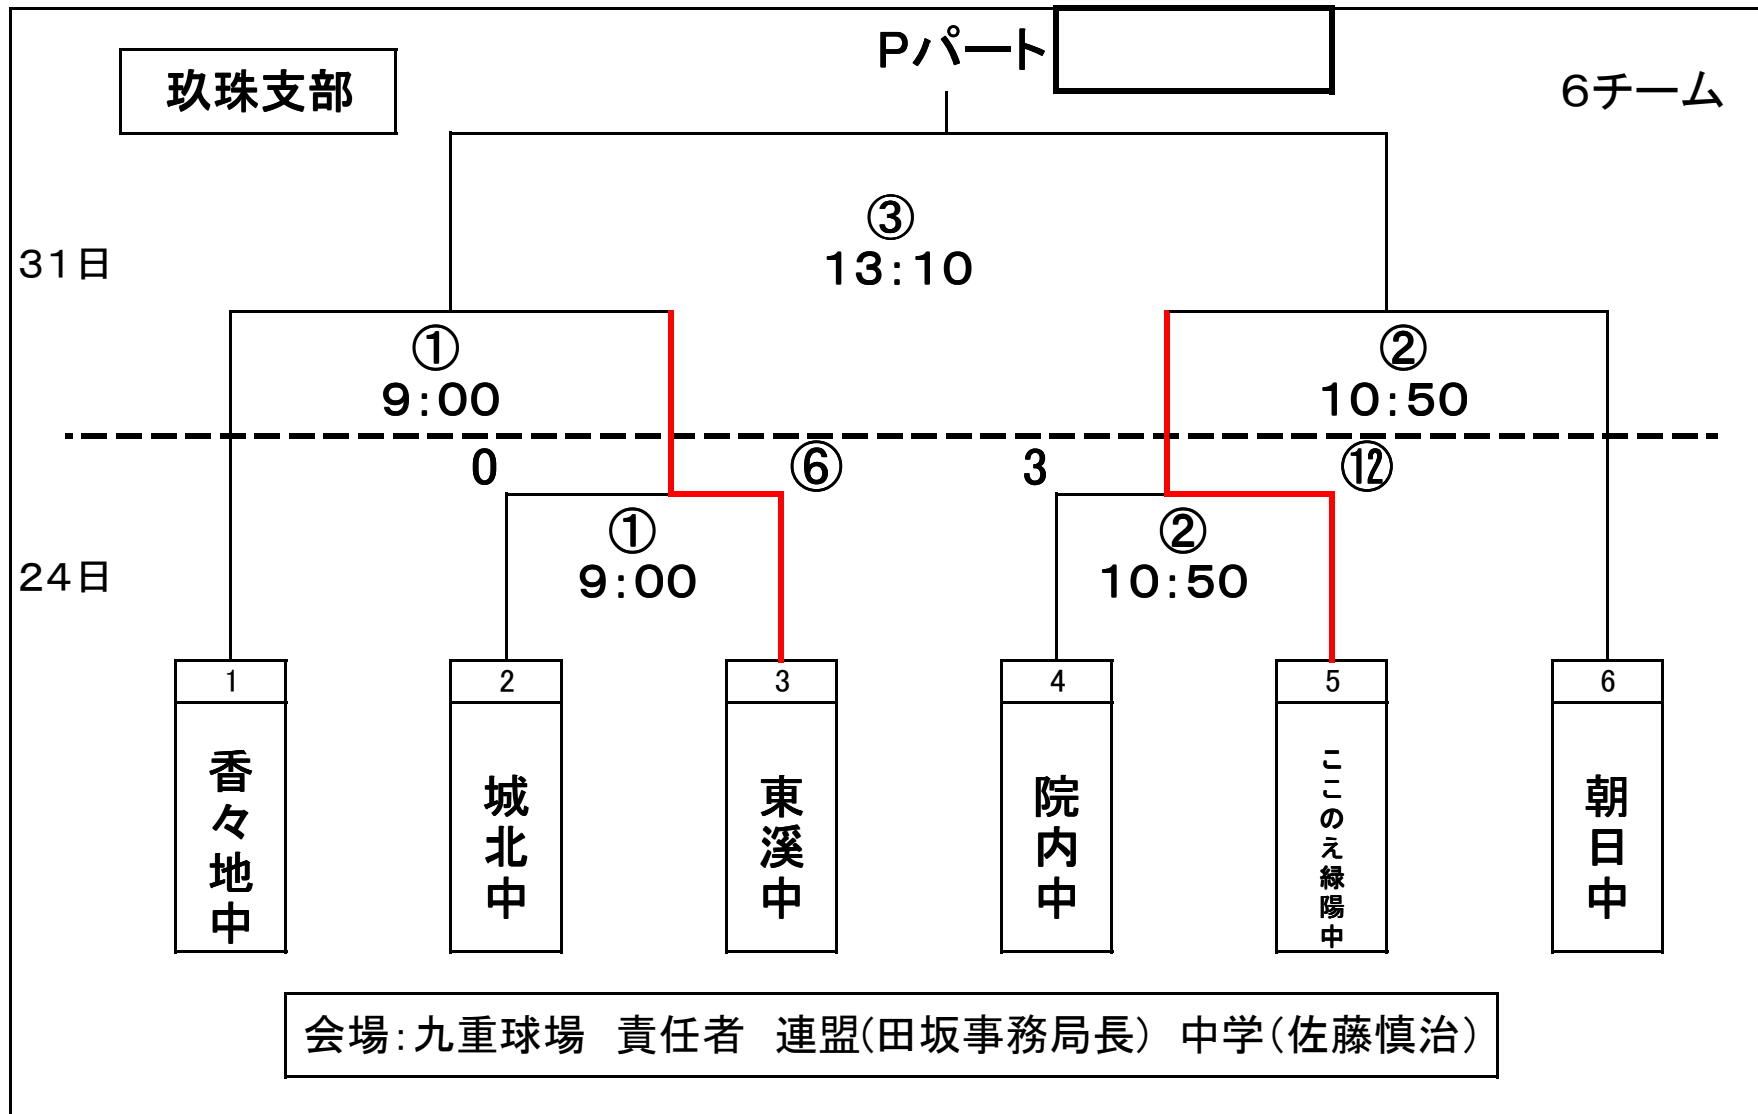 Pパート
玖珠支部
6チーム
③
13:10
31日
①
9:00
②
10:50
0
⑥
3
⑫
①
9:00
②
10:50
24日
1
2
3
4
5
6
香々地中
城北中
東溪中
院内中
ここのえ緑陽中
朝日中
会場:九重球場 責任者 連盟(田坂事務局長) 中学(佐藤慎治)